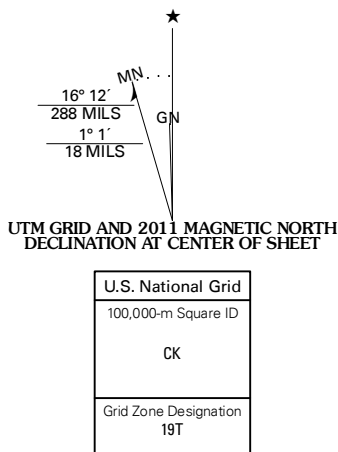 ★
MN
GN
16° 12´
288 MILS
1° 1´
18 MILS
UTM GRID AND 2011 MAGNETIC NORTH
DECLINATION AT CENTER OF SHEET
U.S. National Grid
100,000-m Square ID
CK
Grid Zone Designation
19T